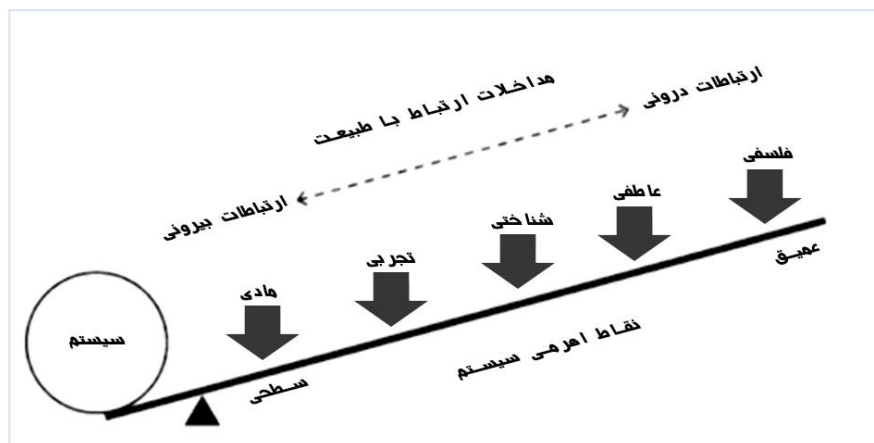 ارتباطات درونی
مداخلات ارتباط با طبیعت
ارتباطات بیرونی
فلسفی
عاطفی
شناختی
تجربی
مادی
سیستم
عمیق
نقاط اهرمی سیستم
سطحی